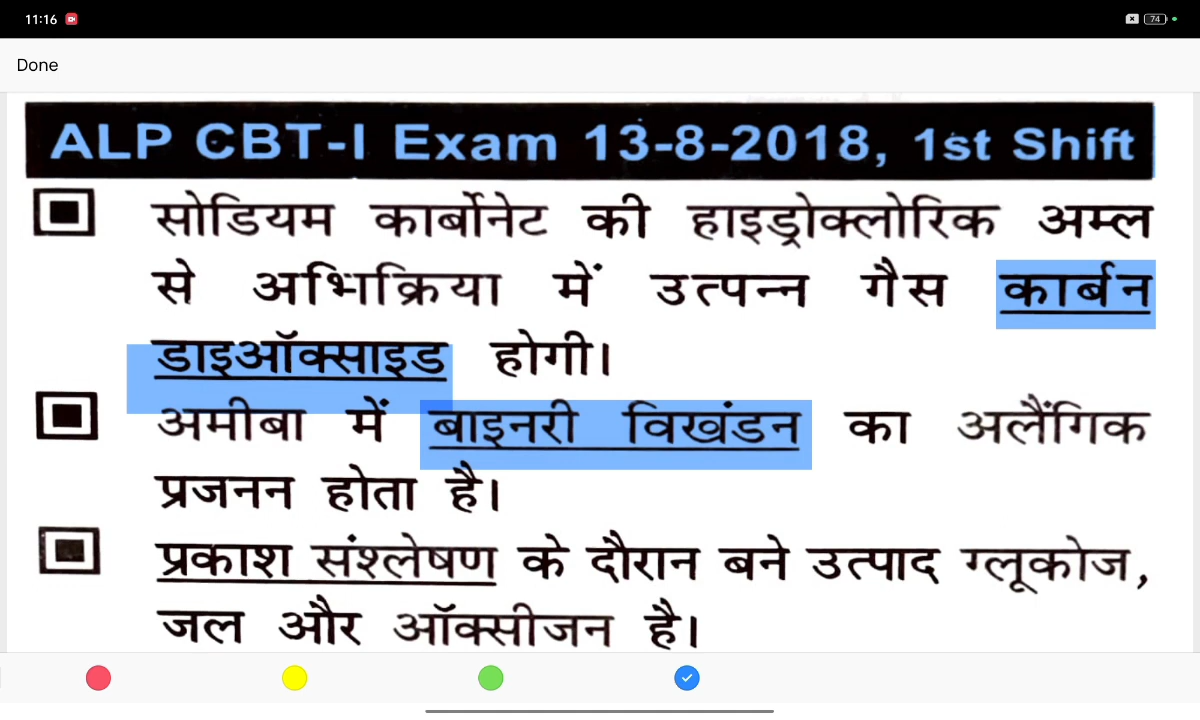 11:16
74
Done
ALP CBT-I Exam 13-8-2018, 1st Shift
सोडियम कार्बोनेट की हाइड्रोक्लोरिक अम्ल
से अभिक्रिया में उत्पन्न गैस कार्बन
डाइऑक्साइड होगी।
अमीबा में बाइनरी विखंडन का अलैंगिक
प्रजनन होता है।
प्रकाश संश्लेषण के दौरान बने उत्पाद ग्लूकोज,
जल और ऑक्सीजन है।